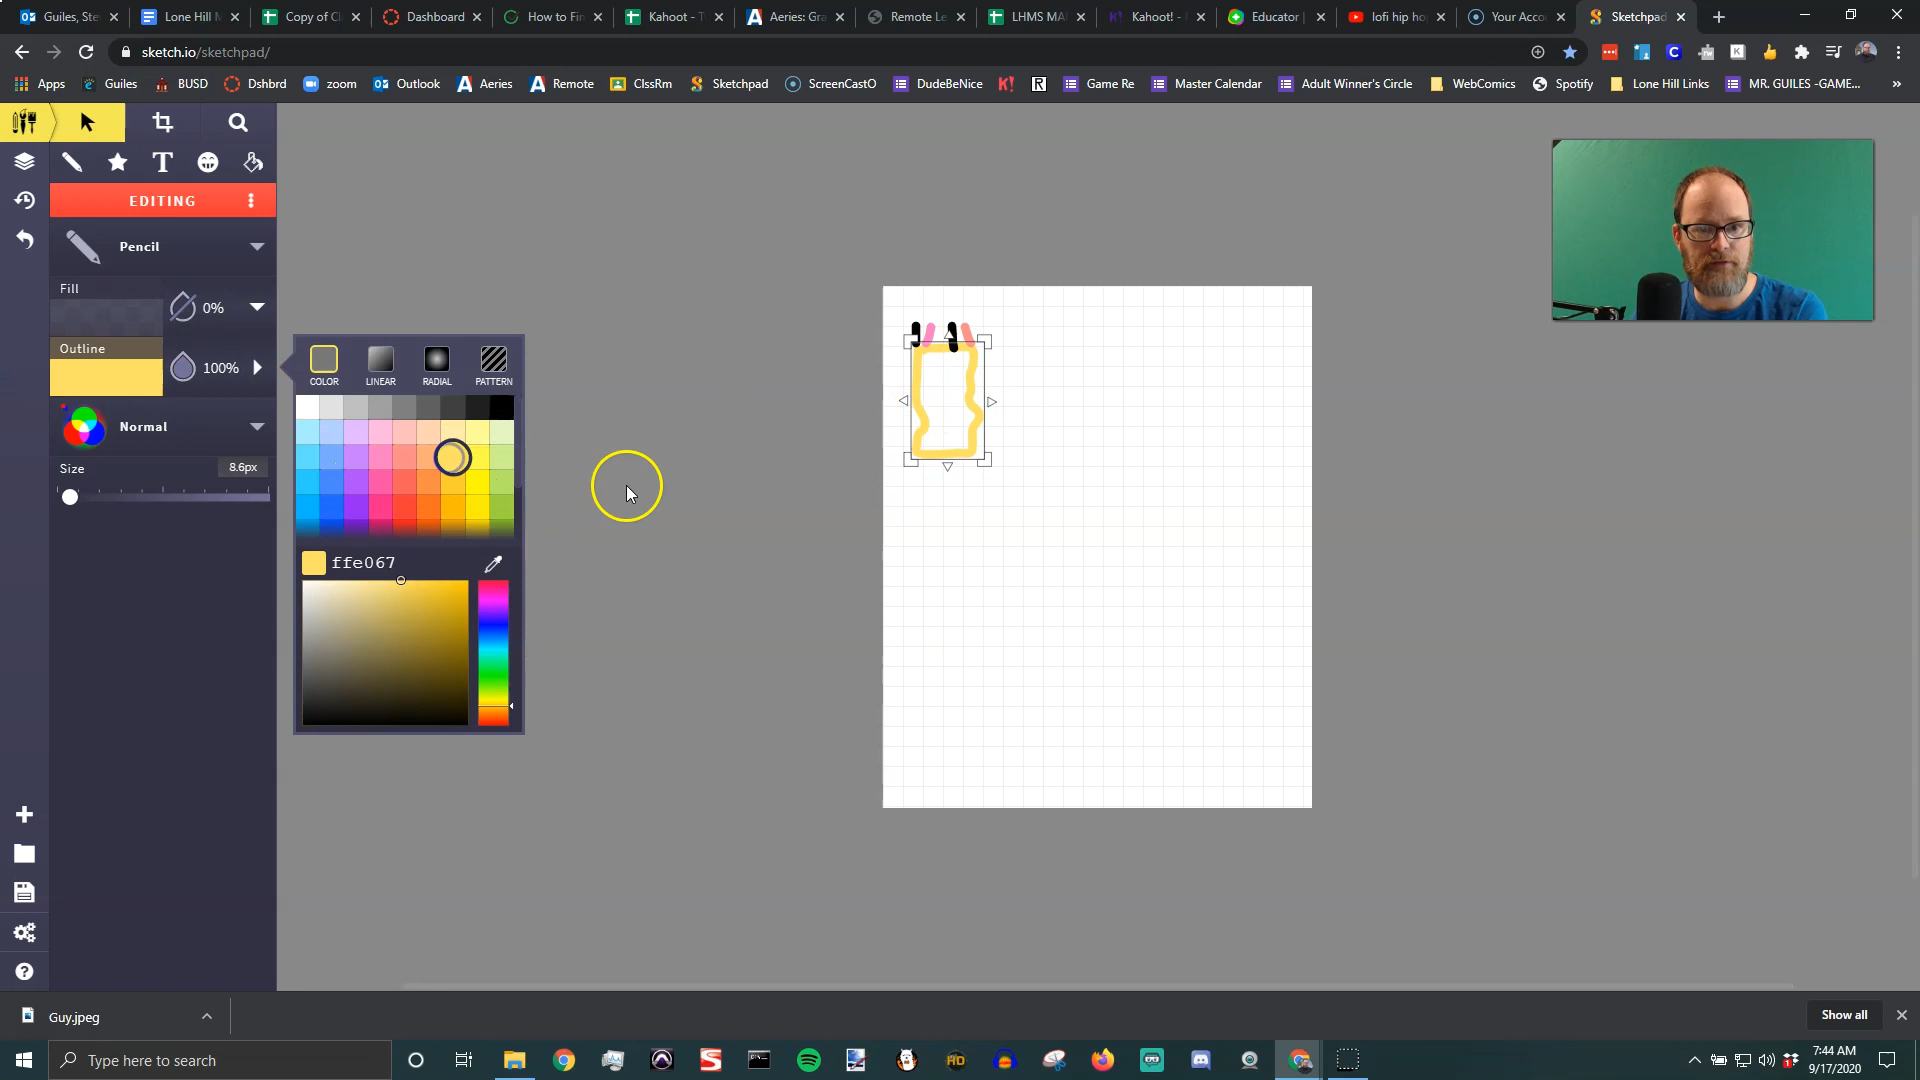 Guiles, Ste
Lone Hill M
Copy of Cl
Dashboard
How to Fin
Kahoot - T
Aeries: Gra
Remote Le
LHMS MA
Kahoot! -
Educator |
lofi hip ho
Your Acco
Sketchpad
sketch.io/sketchpad/
Apps
Guiles
BUSD
Dshbrd
zoom
Outlook
Aeries
Remote
ClssRm
Sketchpad
ScreenCastO
DudeBeNice
Game Re
Master Calendar
Adult Winner's Circle
WebComics
Spotify
Lone Hill Links
MR. GUILES -GAME...
EDITING
Pencil
Fill
0%
Outline
100%
COLOR
LINEAR
RADIAL
PATTERN
Normal
Size
8.6px
ffe067
Guy.jpeg
Show all
Type here to search
7:44 AM
9/17/2020